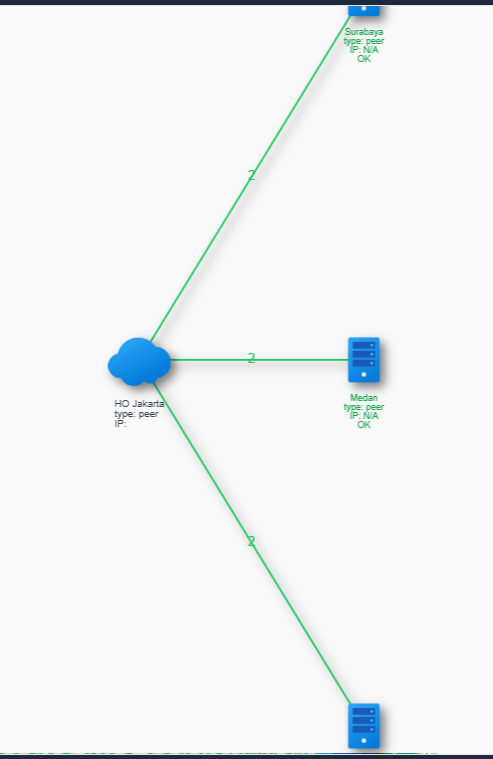 Surabaya
type: peer
IP: N/A
OK
2
2
Medan
type: peer
IP: N/A
OK
HO Jakarta
type: peer
IP:
2